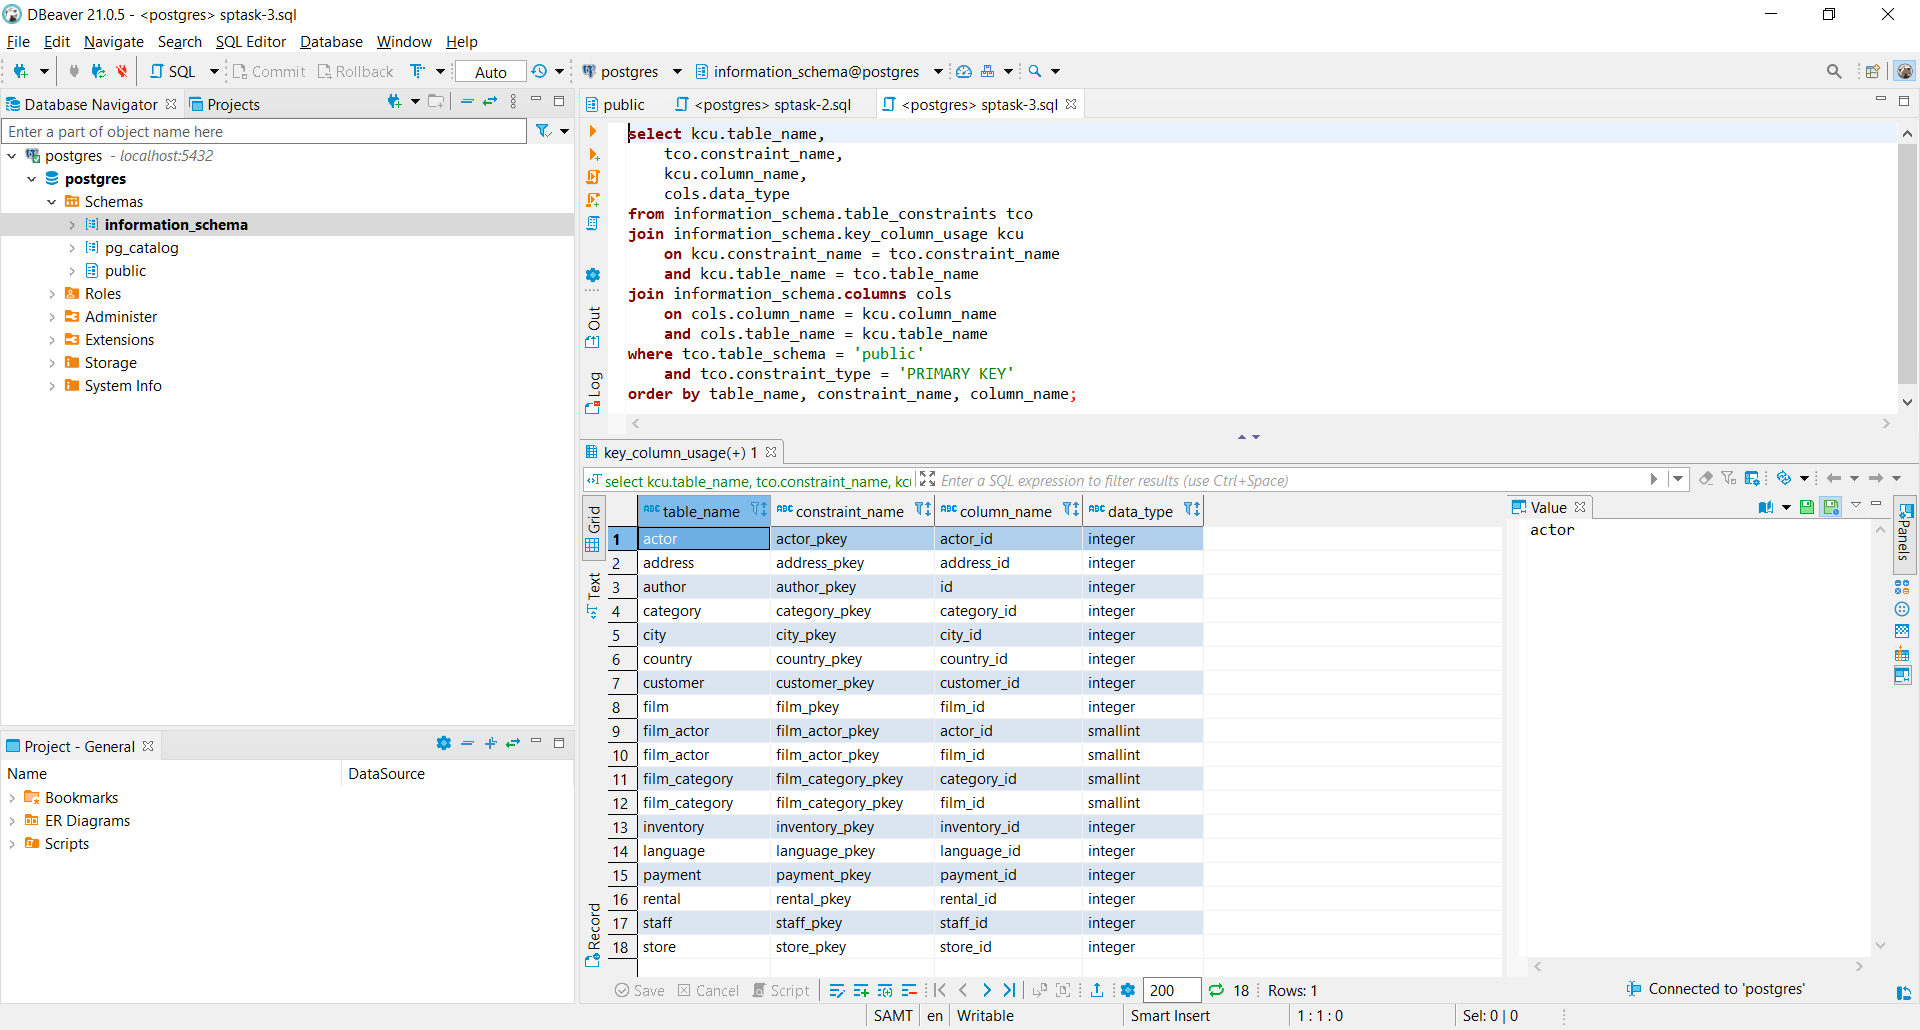 DBeaver 21.0.5 - <postgres> sptask-3.sql
File Edit Navigate Search SQL Editor Database Window Help
SQL Commit Rollback Auto postgres information_schema@postgres
Database Navigator Projects
Enter a part of object name here
postgres - localhost:5432
postgres
Schemas
information_schema
pg_catalog
public
Roles
Administer
Extensions
Storage
System Info
Project - General
Name DataSource
Bookmarks
ER Diagrams
Scripts
public <postgres> sptask-2.sql <postgres> sptask-3.sql
select kcu.table_name,
tco.constraint_name,
kcu.column_name,
cols.data_type
from information_schema.table_constraints tco
join information_schema.key_column_usage kcu
on kcu.constraint_name = tco.constraint_name
and kcu.table_name = tco.table_name
join information_schema.columns cols
on cols.column_name = kcu.column_name
and cols.table_name = kcu.table_name
where tco.table_schema = 'public'
and tco.constraint_type = 'PRIMARY KEY'
order by table_name, constraint_name, column_name;
Out
Log
key_column_usage(+) 1
select kcu.table_name, tco.constraint_name, kcu Enter a SQL expression to filter results (use Ctrl+Space)
Grid
Text
Record
ABC table_name ABC constraint_name ABC column_name ABC data_type
1 actor actor_pkey actor_id integer
2 address address_pkey address_id integer
3 author author_pkey id integer
4 category category_pkey category_id integer
5 city city_pkey city_id integer
6 country country_pkey country_id integer
7 customer customer_pkey customer_id integer
8 film film_pkey film_id integer
9 film_actor film_actor_pkey actor_id smallint
10 film_actor film_actor_pkey film_id smallint
11 film_category film_category_pkey category_id smallint
12 film_category film_category_pkey film_id smallint
13 inventory inventory_pkey inventory_id integer
14 language language_pkey language_id integer
15 payment payment_pkey payment_id integer
16 rental rental_pkey rental_id integer
17 staff staff_pkey staff_id integer
18 store store_pkey store_id integer
Value
actor
Panels
Save Cancel Script 200 18 Rows: 1
Connected to 'postgres'
SAMT en Writable Smart Insert 1 : 1 : 0 Sel: 0 | 0